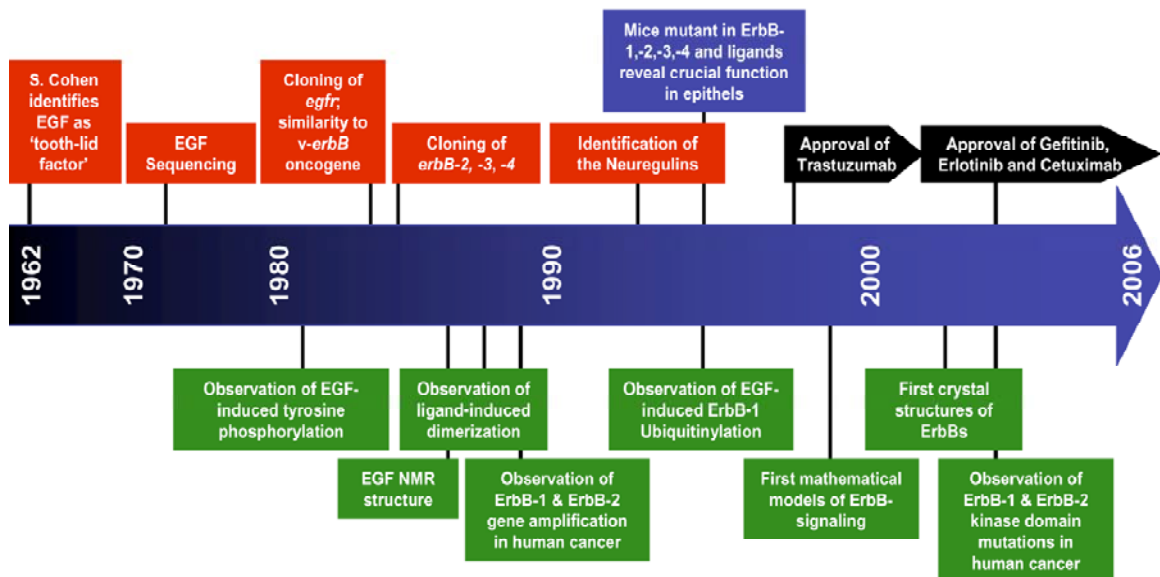 S. Cohen
identifies
EGF as
‘tooth-lid
factor’
EGF
Sequencing
Cloning of
egfr;
similarity to
v-erbB
oncogene
Cloning of
erbB-2, -3, -4
Identification of
the Neuregulins
Mice mutant in ErbB-
1,-2,-3,-4 and ligands
reveal crucial function
in epithels
Approval of
Trastuzumab
Approval of Gefitinib,
Erlotinib and Cetuximab
1962
1970
1980
1990
2000
2006
Observation of EGF-
induced tyrosine
phosphorylation
EGF NMR
structure
Observation of
ligand-induced
dimerization
Observation of
ErbB-1 & ErbB-2
gene amplification
in human cancer
Observation of EGF-
induced ErbB-1
Ubiquitinylation
First mathematical
models of ErbB-
signaling
First crystal
structures of
ErbBs
Observation of
ErbB-1 & ErbB-2
kinase domain
mutations in
human cancer